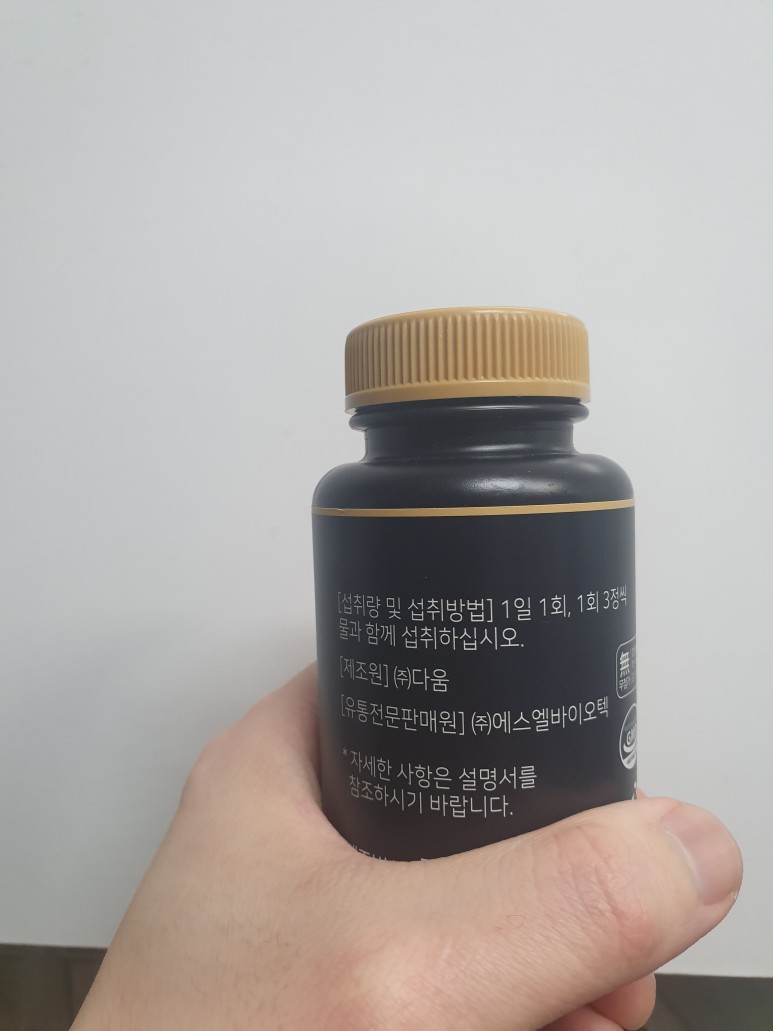 [섭취량 및 섭취방법] 1일 1회, 1회 3정씩
물과 함께 섭취하십시오.
[제조원] ㈜다움
[유통전문판매원] ㈜에스엘바이오텍
* 자세한 사항은 설명서를
참조하시기 바랍니다.
無